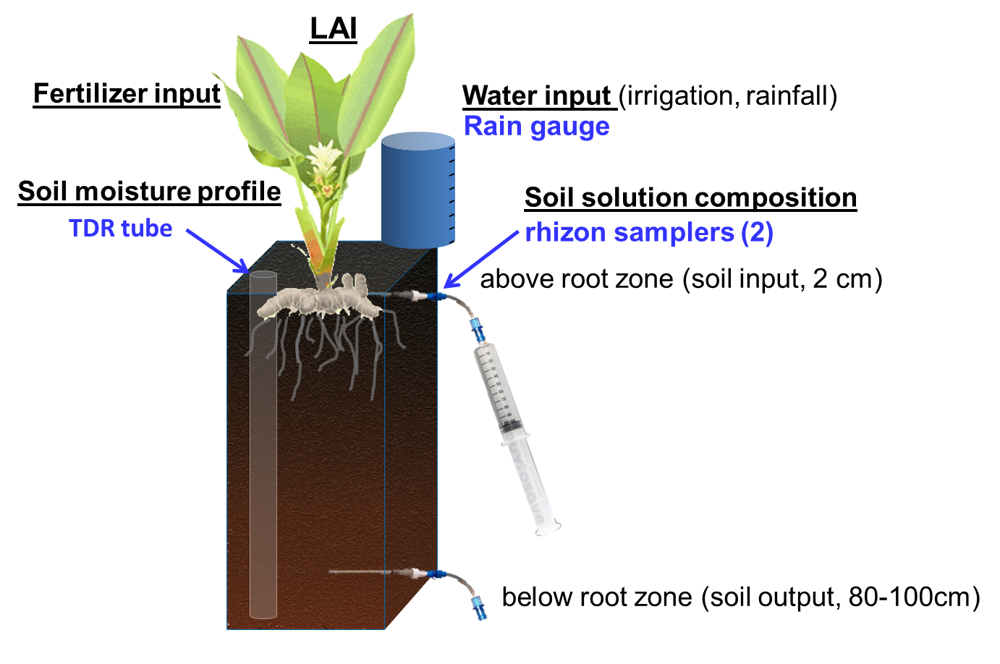 LAI
Fertilizer input
Water input (irrigation, rainfall)
Rain gauge
Soil moisture profile
TDR tube
Soil solution composition
rhizon samplers (2)
above root zone (soil input, 2 cm)
below root zone (soil output, 80-100cm)